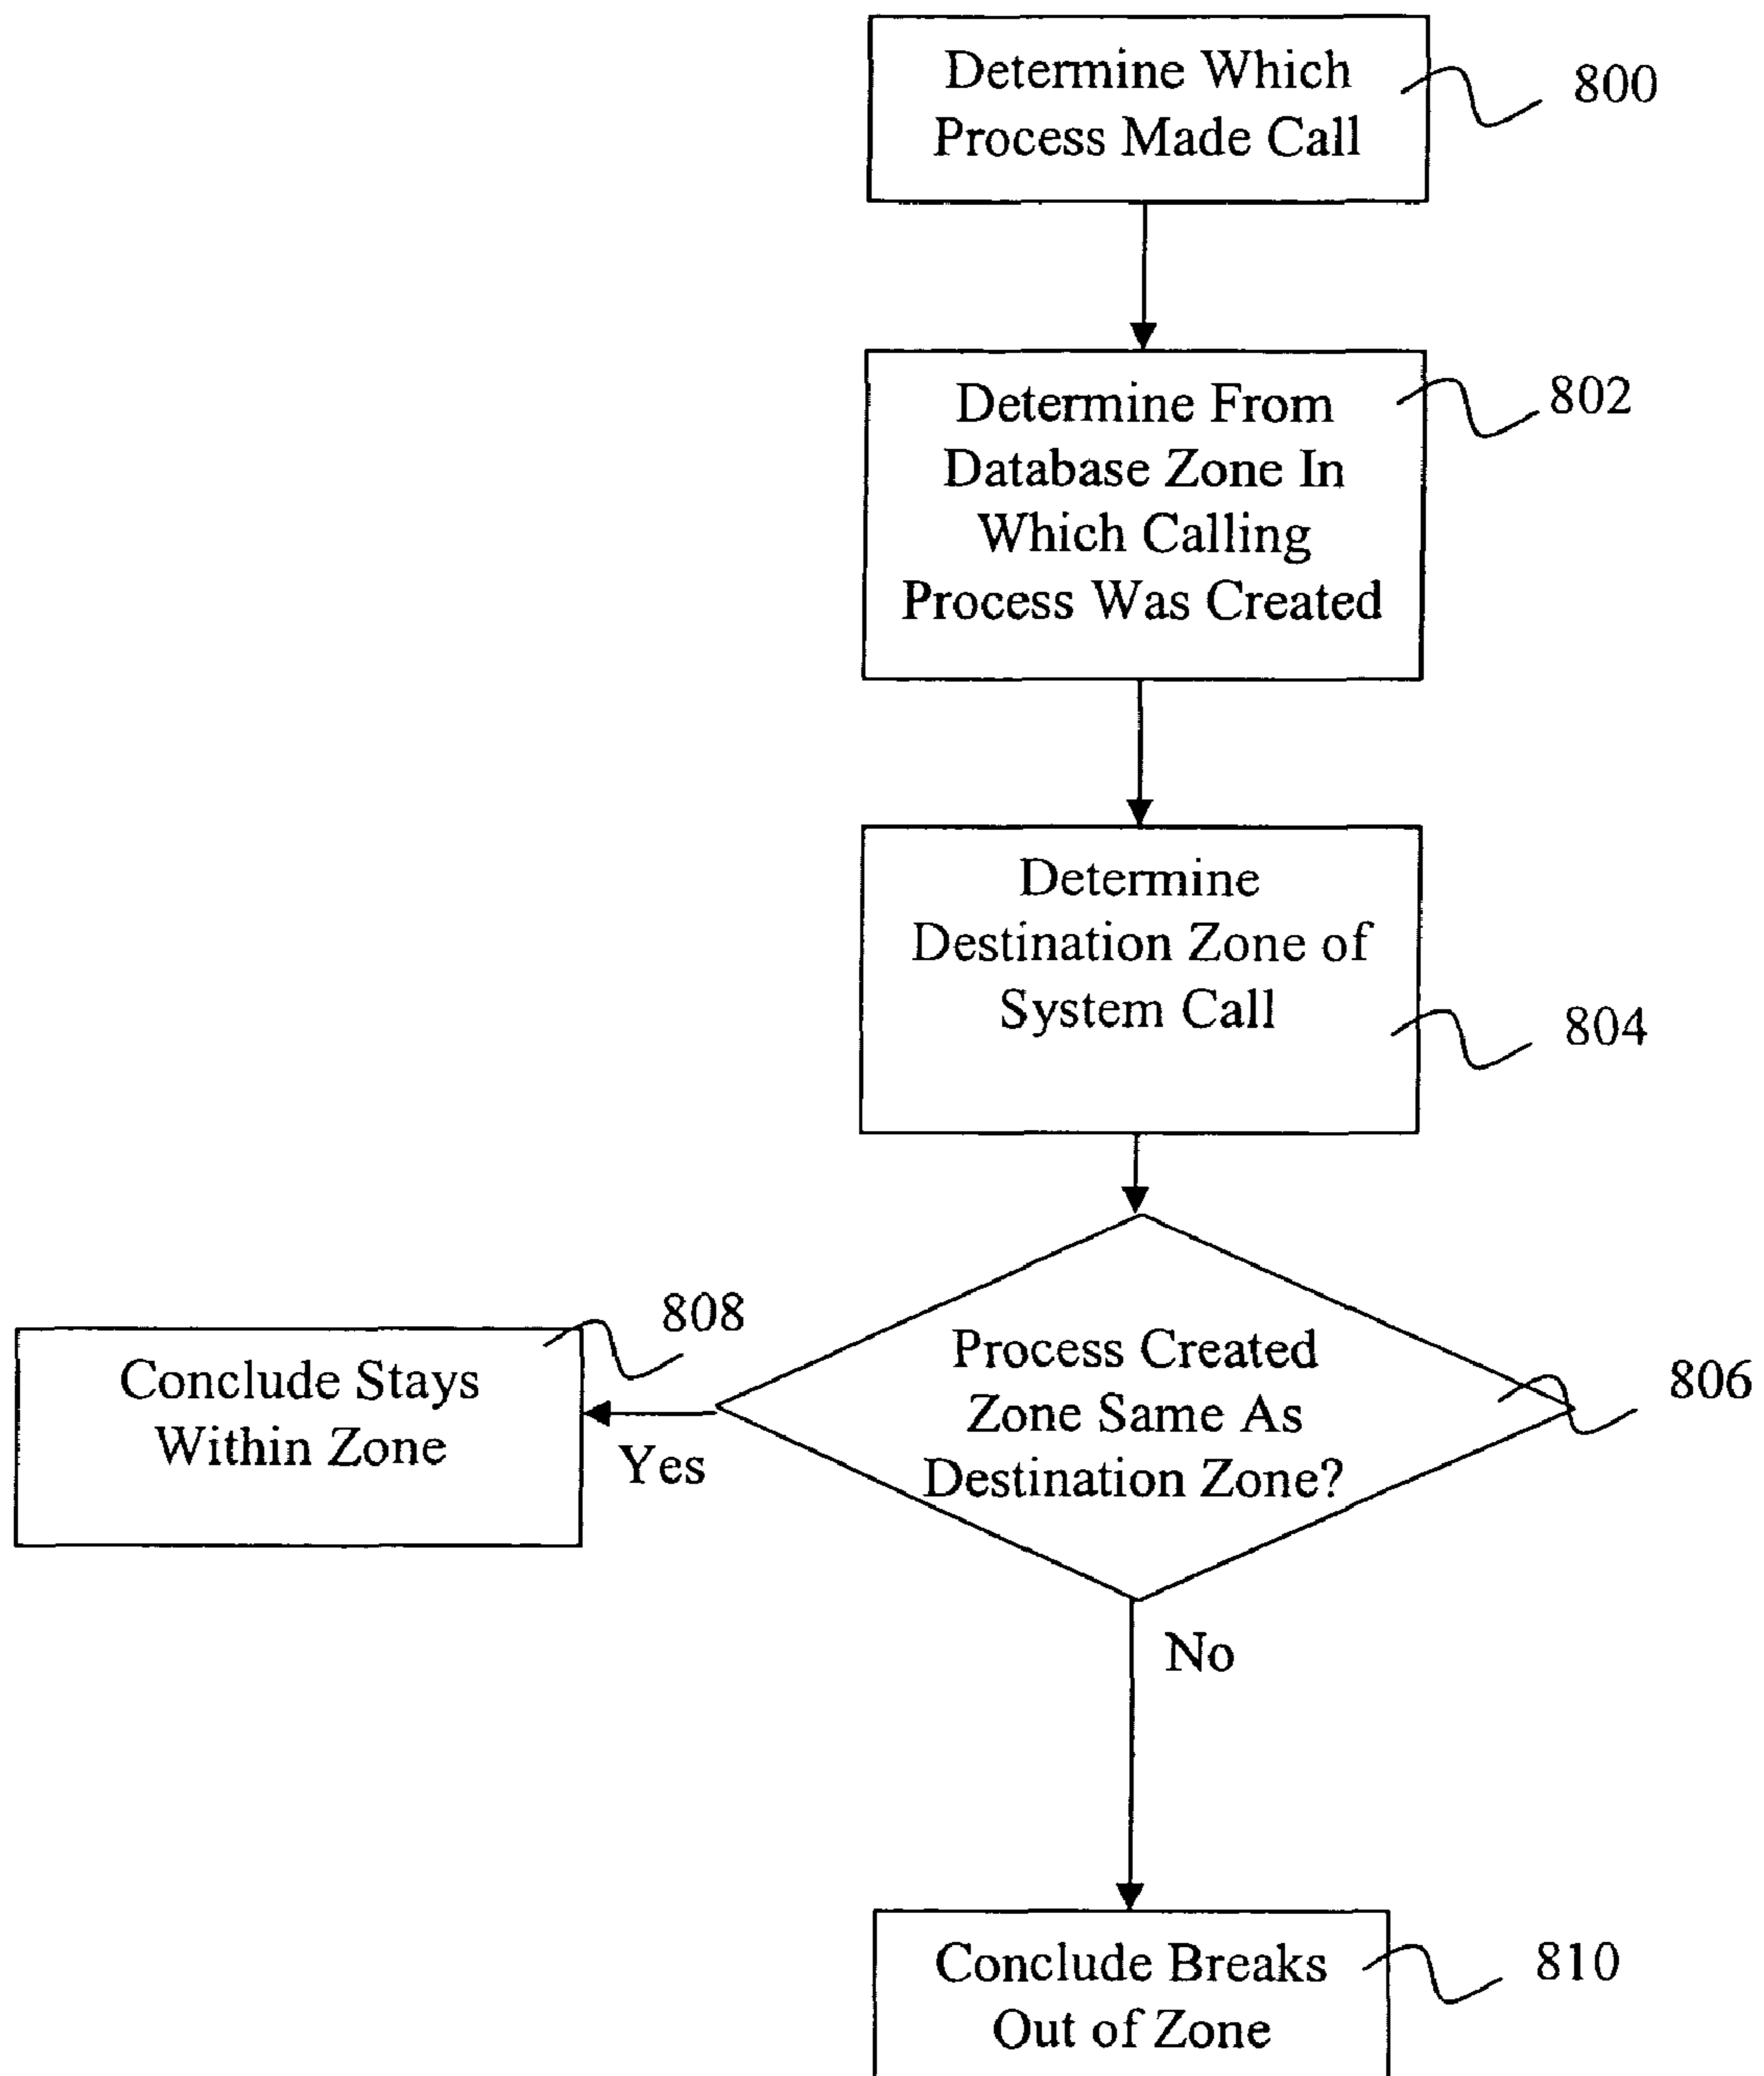 Determine Which
Process Made Call
800
Determine From
Database Zone In
Which Calling
Process Was Created
802
Determine
Destination Zone of
System Call
804
Process Created
Zone Same As
Destination Zone?
806
Yes
808
Conclude Stays
Within Zone
No
Conclude Breaks
Out of Zone
810